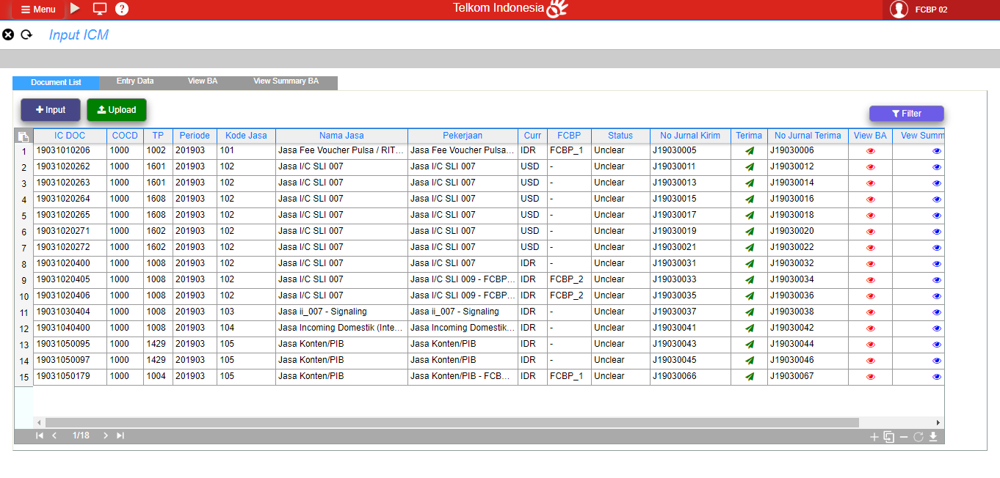 Menu ? Telkom Indonesia FCBP 02
Input ICM
Document List Entry Data View BA View Summary BA
Input Upload Filter
IC DOC COCD TP Periode Kode Jasa Nama Jasa Pekerjaan Curr FCBP Status No Jurnal Kirim Terima No Jurnal Terima View BA Vew Summ
1 19031010206 1000 1002 201903 101 Jasa Fee Voucher Pulsa / RIT... Jasa Fee Voucher Pulsa... IDR FCBP_1 Unclear J19030005 J19030006
2 19031020262 1000 1601 201903 102 Jasa I/C SLI 007 Jasa I/C SLI 007 USD - Unclear J19030011 J19030012
3 19031020263 1000 1601 201903 102 Jasa I/C SLI 007 Jasa I/C SLI 007 USD - Unclear J19030013 J19030014
4 19031020264 1000 1608 201903 102 Jasa I/C SLI 007 Jasa I/C SLI 007 USD - Unclear J19030015 J19030016
5 19031020265 1000 1608 201903 102 Jasa I/C SLI 007 Jasa I/C SLI 007 USD - Unclear J19030017 J19030018
6 19031020271 1000 1602 201903 102 Jasa I/C SLI 007 Jasa I/C SLI 007 USD - Unclear J19030019 J19030020
7 19031020272 1000 1602 201903 102 Jasa I/C SLI 007 Jasa I/C SLI 007 USD - Unclear J19030021 J19030022
8 19031020400 1000 1008 201903 102 Jasa I/C SLI 007 Jasa I/C SLI 007 IDR - Unclear J19030031 J19030032
9 19031020405 1000 1008 201903 102 Jasa I/C SLI 007 Jasa I/C SLI 009 - FCBP... IDR FCBP_2 Unclear J19030033 J19030034
10 19031020406 1000 1008 201903 102 Jasa I/C SLI 007 Jasa I/C SLI 009 - FCBP... IDR FCBP_2 Unclear J19030035 J19030036
11 19031030404 1000 1008 201903 103 Jasa ii_007 - Signaling Jasa ii_007 - Signaling IDR - Unclear J19030037 J19030038
12 19031040400 1000 1008 201903 104 Jasa Incoming Domestik (Inte... Jasa Incoming Domestik... IDR - Unclear J19030041 J19030042
13 19031050095 1000 1429 201903 105 Jasa Konten/PIB Jasa Konten/PIB IDR - Unclear J19030043 J19030044
14 19031050097 1000 1429 201903 105 Jasa Konten/PIB Jasa Konten/PIB IDR - Unclear J19030045 J19030046
15 19031050179 1000 1004 201903 105 Jasa Konten/PIB Jasa Konten/PIB - FCB... IDR FCBP_1 Unclear J19030066 J19030067
1/18